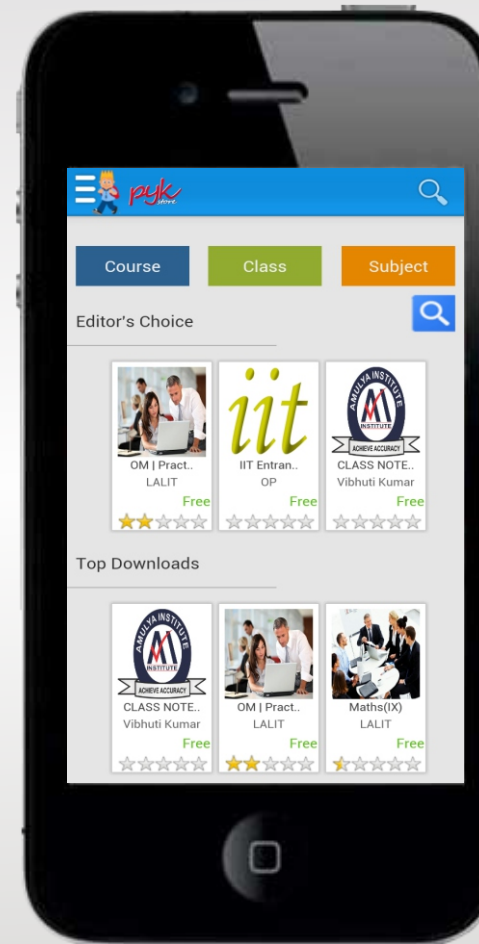 pyk
store
Course Class Subject
Editor's Choice
iit
AMULYA INSTITUTE
INSTITUTE
ACHIEVE ACCURACY
OM | Pract.. IIT Entran.. CLASS NOTE..
LALIT OP Vibhuti Kumar
Free Free Free
Top Downloads
AMULYA INSTITUTE
INSTITUTE
ACHIEVE ACCURACY
CLASS NOTE.. OM | Pract.. Maths(IX)
Vibhuti Kumar LALIT LALIT
Free Free Free